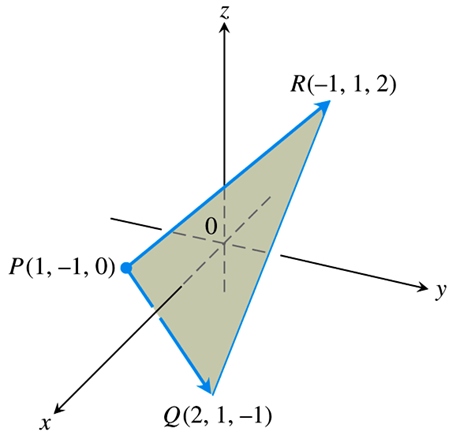 z
R(–1, 1, 2)
0
P(1, –1, 0)
y
x
Q(2, 1, –1)